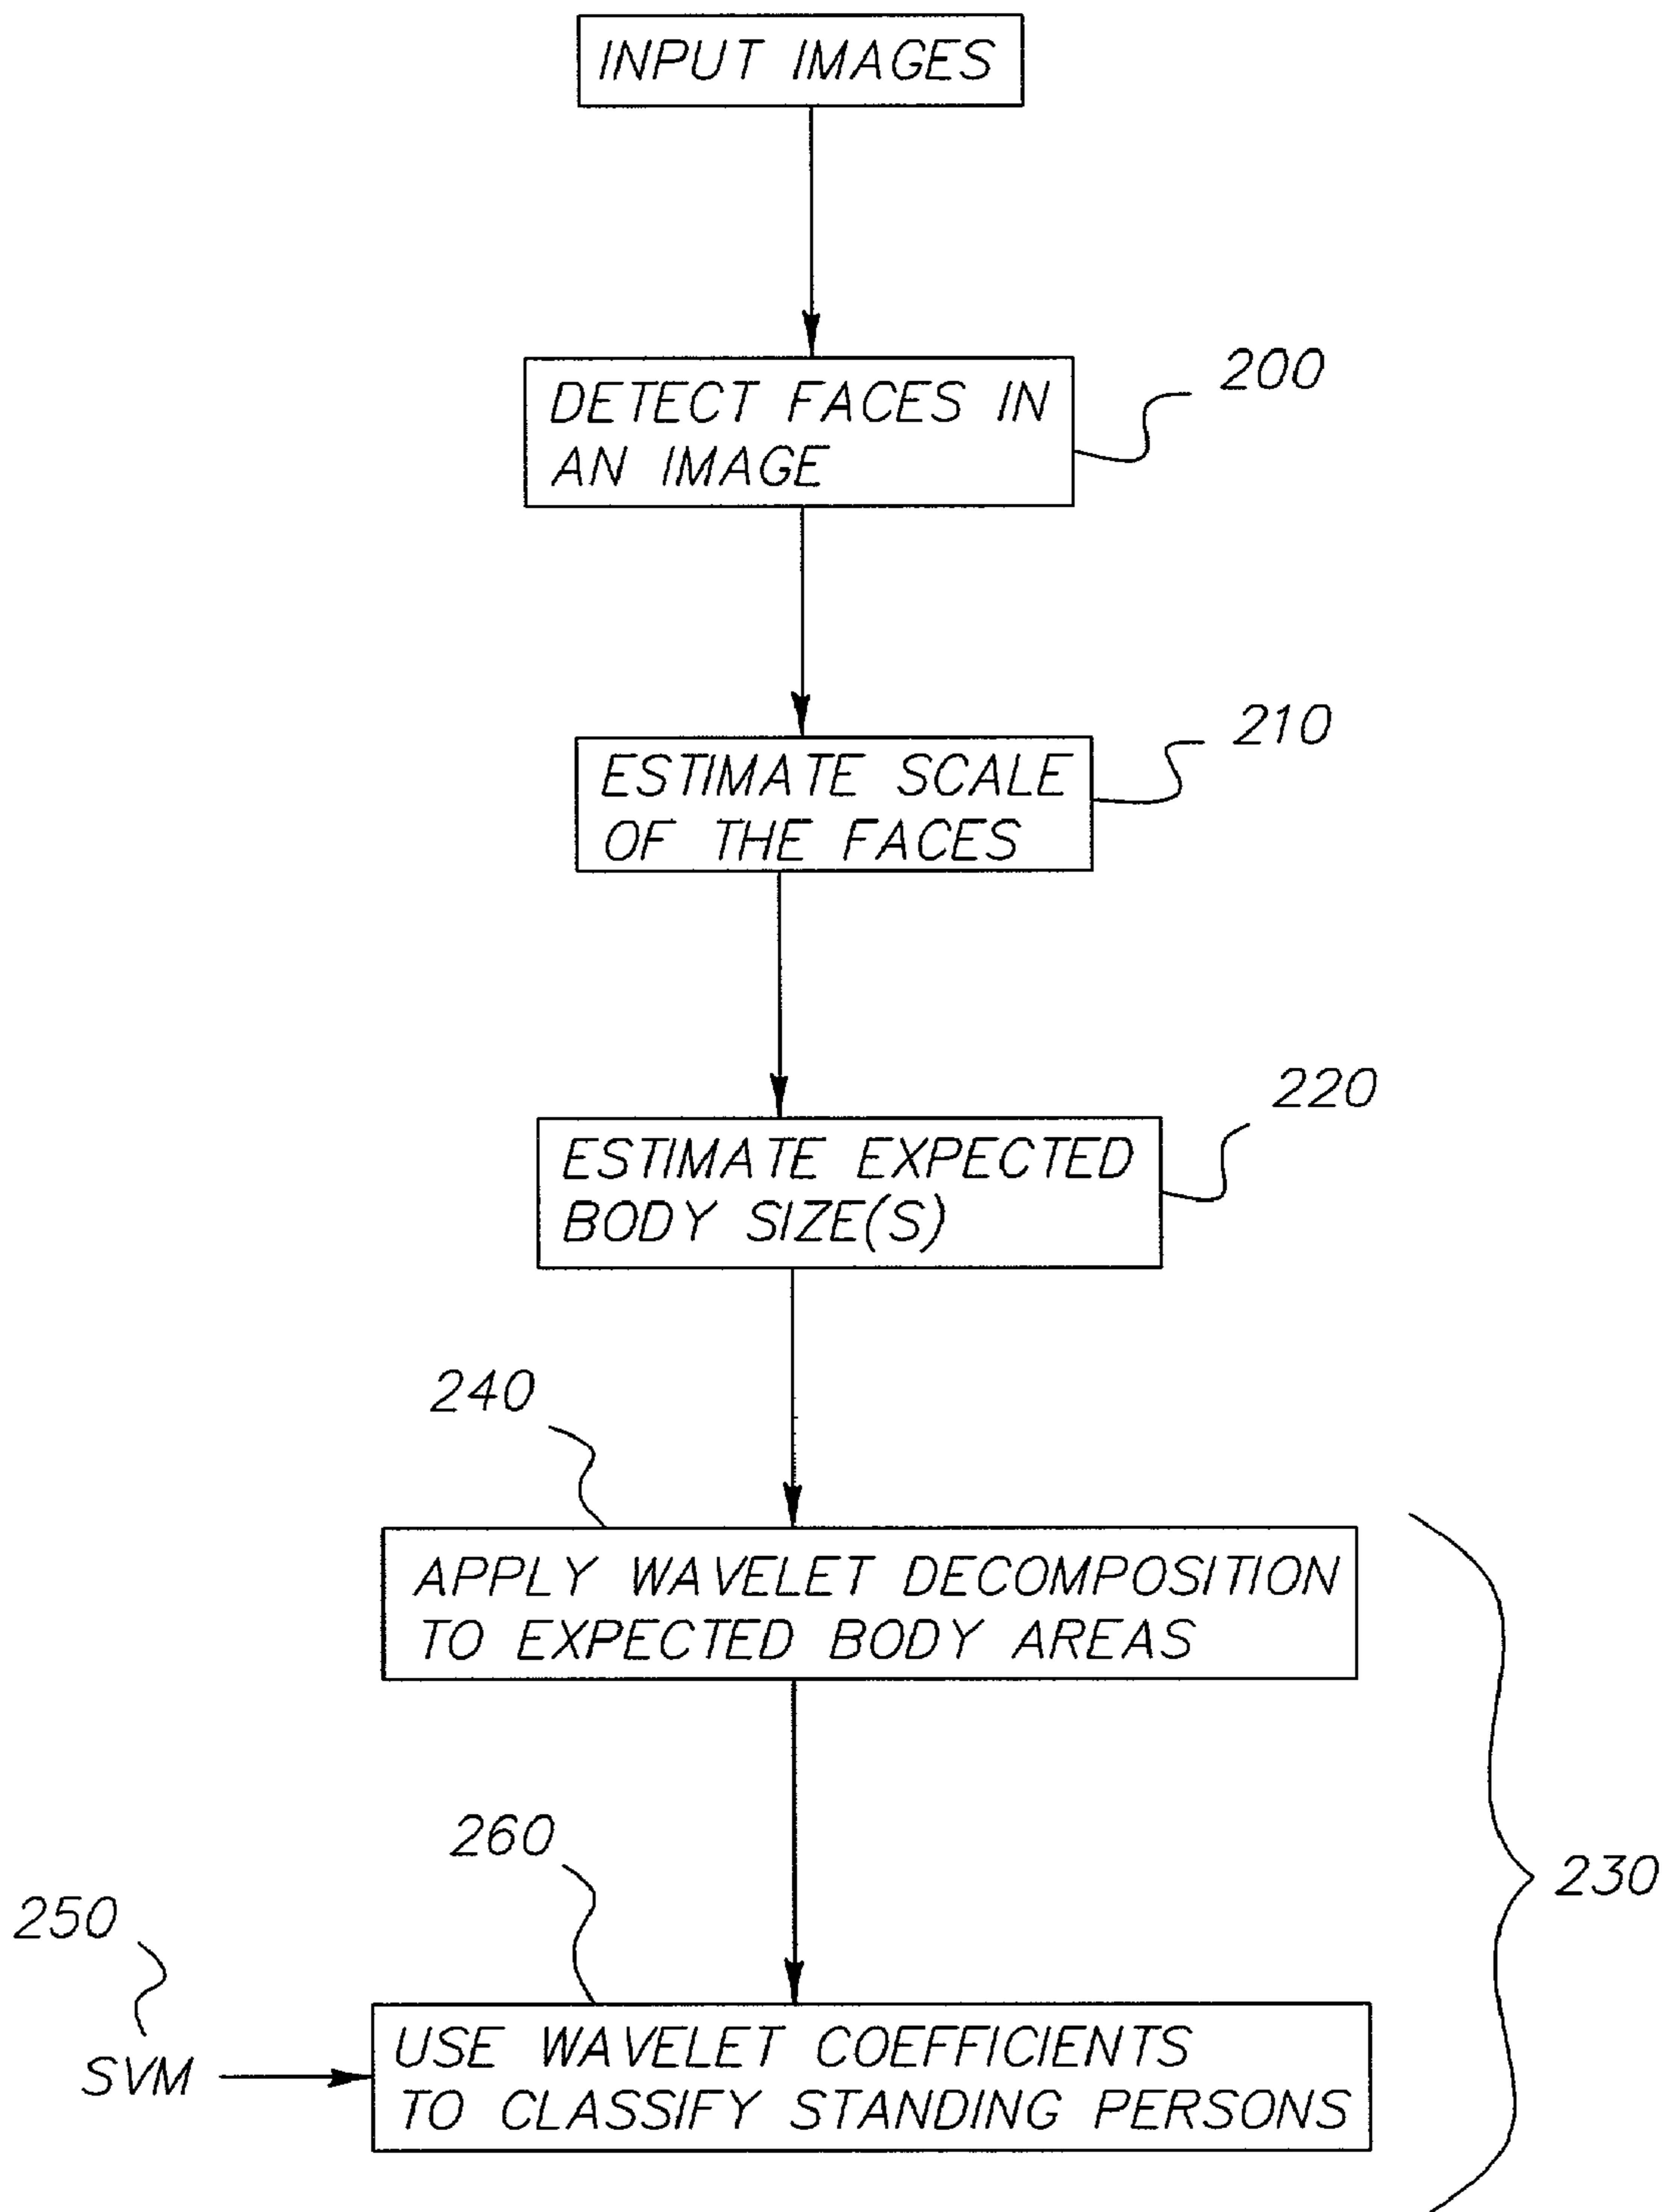 INPUT IMAGES
200
DETECT FACES IN
AN IMAGE
210
ESTIMATE SCALE
OF THE FACES
220
ESTIMATE EXPECTED
BODY SIZE(S)
240
APPLY WAVELET DECOMPOSITION
TO EXPECTED BODY AREAS
230
260
250
SVM
USE WAVELET COEFFICIENTS
TO CLASSIFY STANDING PERSONS